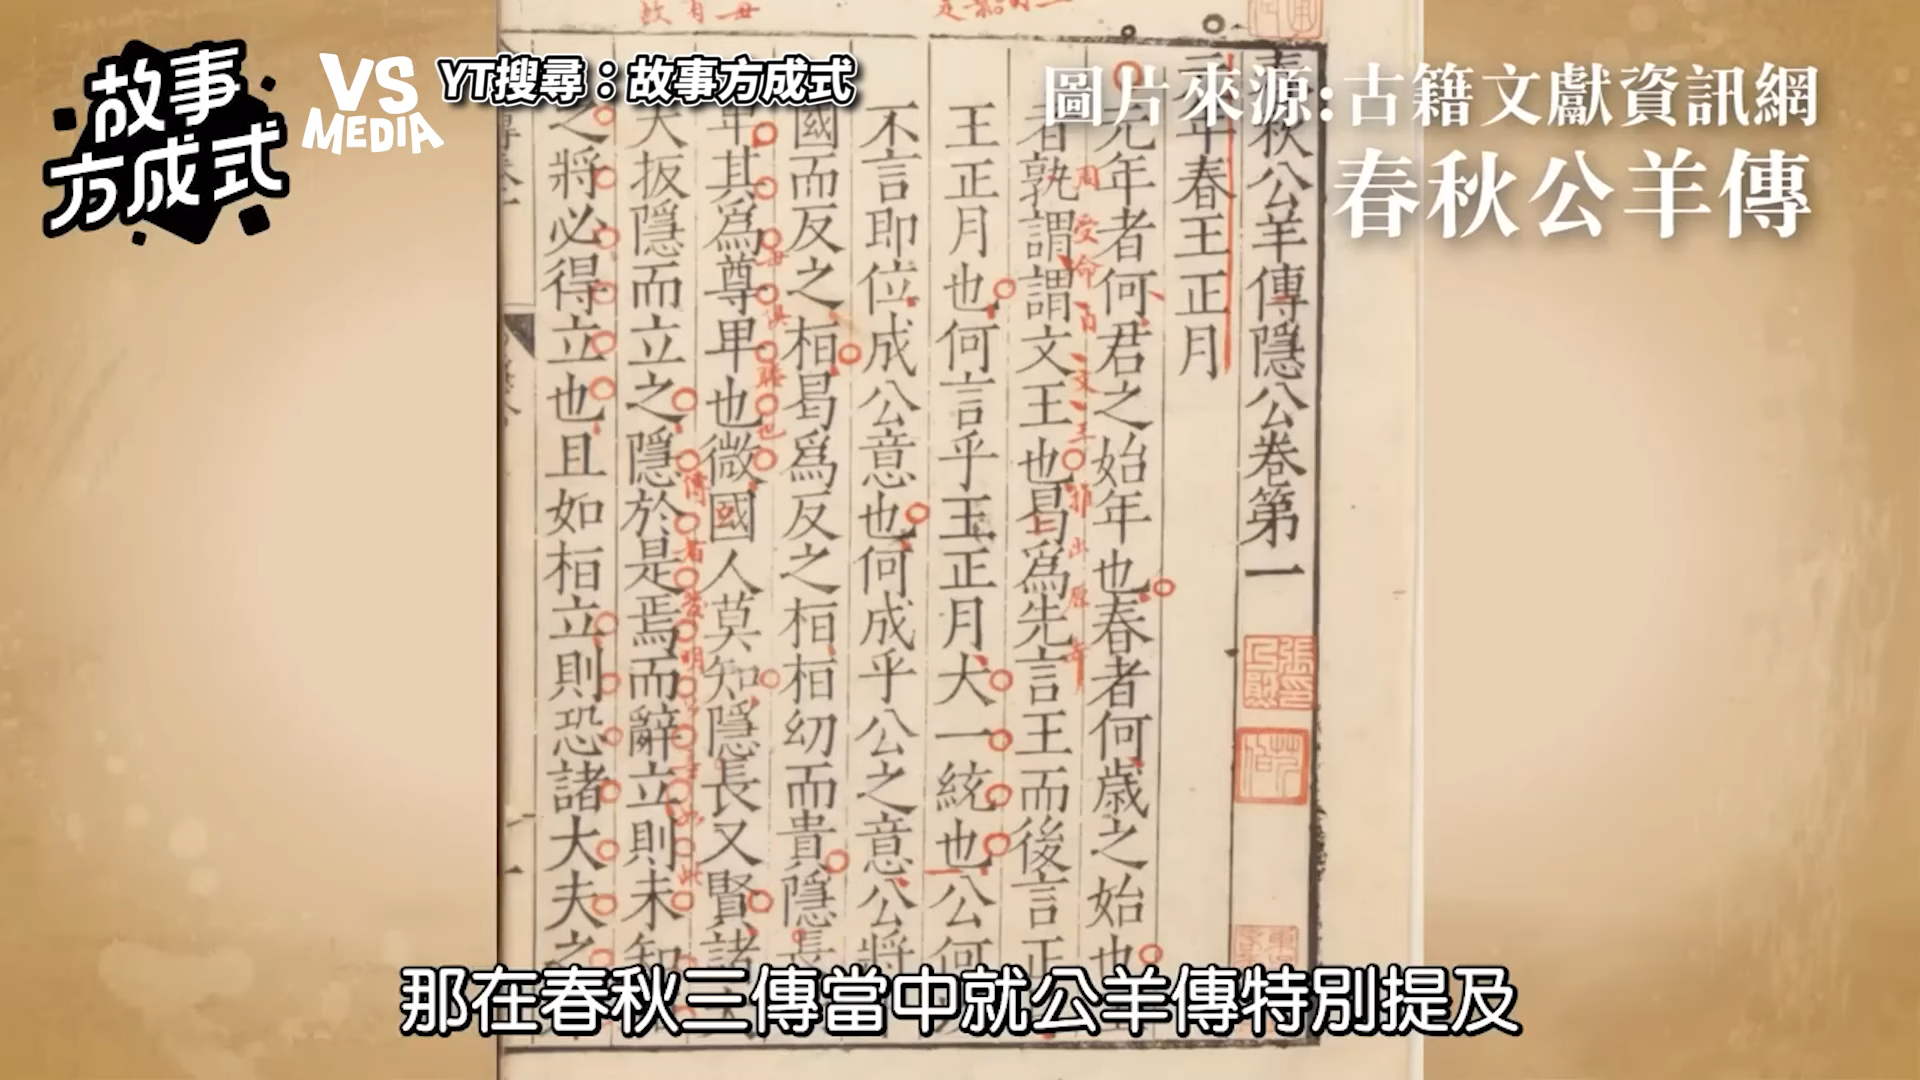 故事
方成式
VS
MEDIA
YT搜尋：故事方成式
圖片來源:古籍文獻資訊網
春秋公羊傳
春秋公羊傳隱公卷第一
元年春王正月
元年者何君之始年也春者何歲之始也
者孰謂謂文王也曷爲先言王而後言正
王正月也何言乎王正月大一統也公何
不言即位成公意也何成乎公之意公將
國而反之桓曷爲反之桓桓幼而貴隱長
卑其爲尊卑也微國人莫知隱長又賢諸
大扳隱而立之隱於是焉而辭立則未知
之將必得立也且如桓立則恐諸大夫之
那在春秋三傳當中就公羊傳特別提及